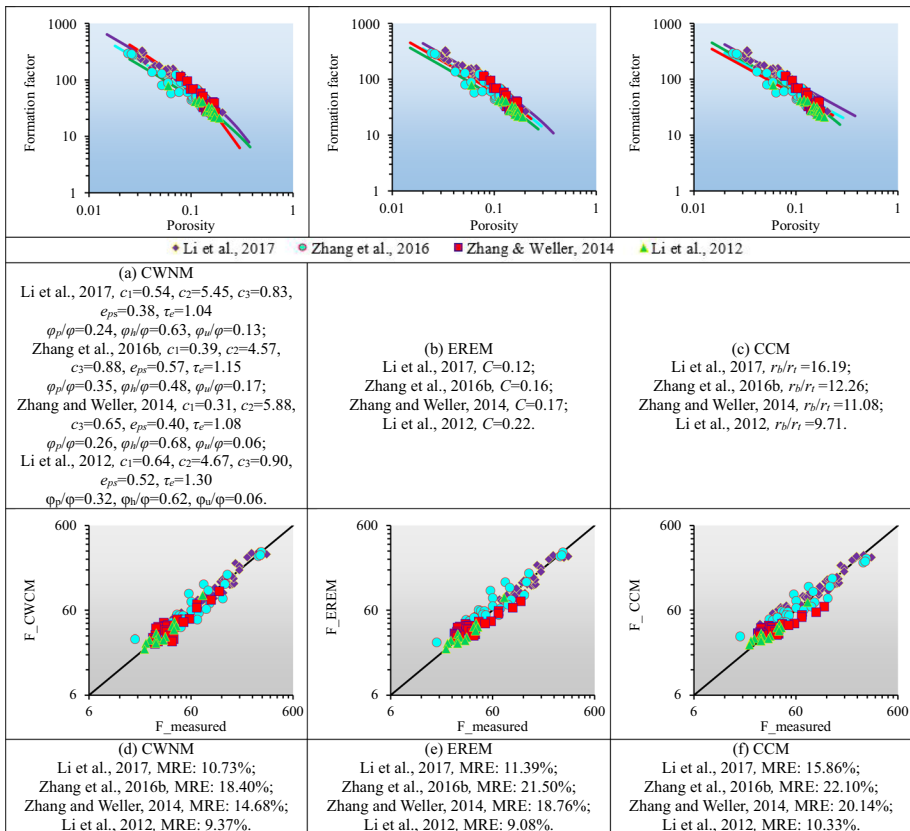 1000
100
10
1
0.01
0.1
1
Formation factor
Porosity
1000
100
10
1
0.01
0.1
1
Formation factor
Porosity
1000
100
10
1
0.01
0.1
1
Formation factor
Porosity
Li et al., 2017
Zhang et al., 2016
Zhang & Weller, 2014
Li et al., 2012
(a) CWNM
Li et al., 2017, c1=0.54, c2=5.45, c3=0.83,
eps=0.38, τe=1.04
φp/φ=0.24, φh/φ=0.63, φu/φ=0.13;
Zhang et al., 2016b, c1=0.39, c2=4.57,
c3=0.88, eps=0.57, τe=1.15
φp/φ=0.35, φh/φ=0.48, φu/φ=0.17;
Zhang and Weller, 2014, c1=0.31, c2=5.88,
c3=0.65, eps=0.40, τe=1.08
φp/φ=0.26, φh/φ=0.68, φu/φ=0.06;
Li et al., 2012, c1=0.64, c2=4.67, c3=0.90,
eps=0.52, τe=1.30
φp/φ=0.32, φh/φ=0.62, φu/φ=0.06.
(b) EREM
Li et al., 2017, C=0.12;
Zhang et al., 2016b, C=0.16;
Zhang and Weller, 2014, C=0.17;
Li et al., 2012, C=0.22.
(c) CCM
Li et al., 2017, rb/rt =16.19;
Zhang et al., 2016b, rb/rt =12.26;
Zhang and Weller, 2014, rb/rt =11.08;
Li et al., 2012, rb/rt =9.71.
600
60
6
6
60
600
F_CWCM
F_measured
600
60
6
6
60
600
F_EREM
F_measured
600
60
6
6
60
600
F_CCM
F_measured
(d) CWNM
Li et al., 2017, MRE: 10.73%;
Zhang et al., 2016b, MRE: 18.40%;
Zhang and Weller, 2014, MRE: 14.68%;
Li et al., 2012, MRE: 9.37%.
(e) EREM
Li et al., 2017, MRE: 11.39%;
Zhang et al., 2016b, MRE: 21.50%;
Zhang and Weller, 2014, MRE: 18.76%;
Li et al., 2012, MRE: 9.08%.
(f) CCM
Li et al., 2017, MRE: 15.86%;
Zhang et al., 2016b, MRE: 22.10%;
Zhang and Weller, 2014, MRE: 20.14%;
Li et al., 2012, MRE: 10.33%.